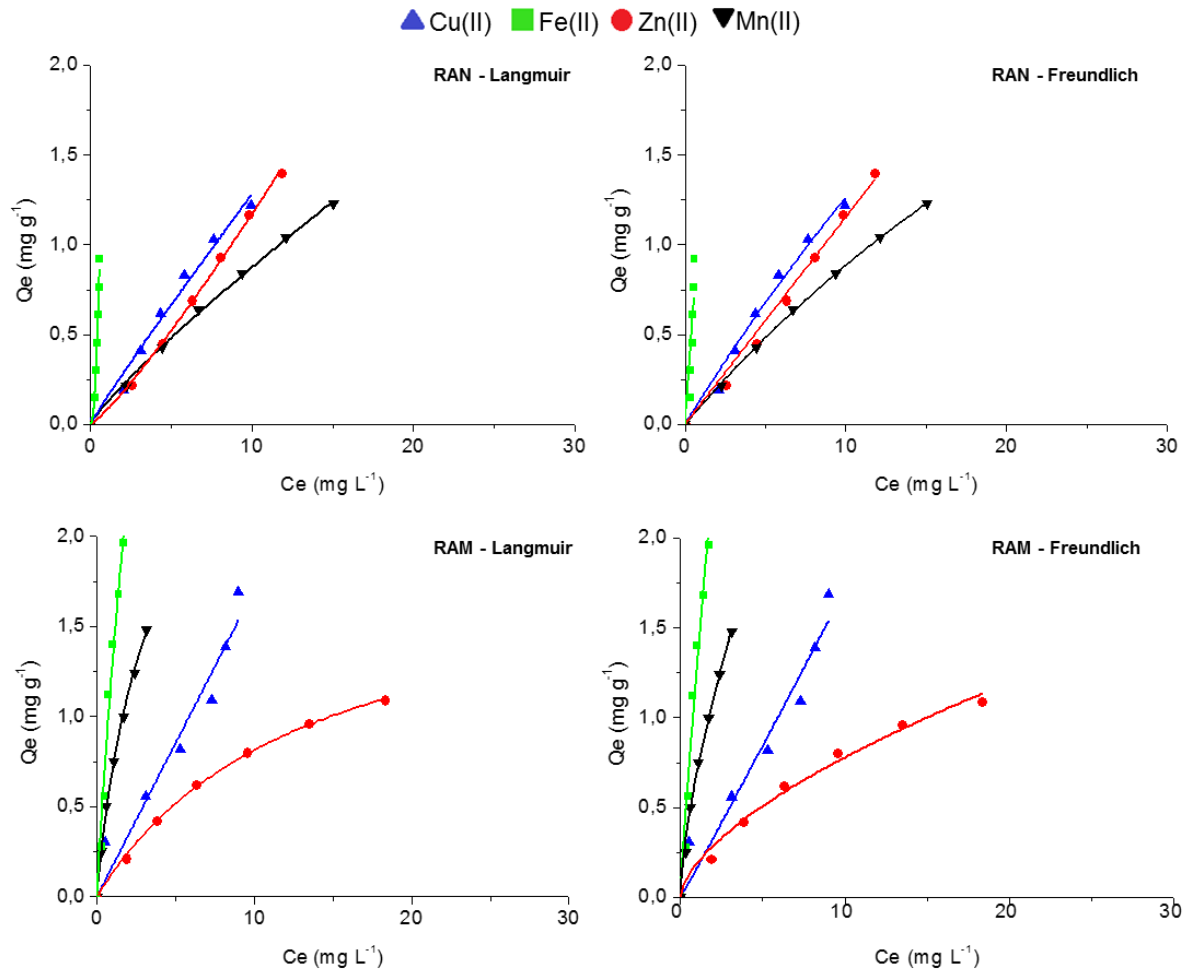 Cu(II) Fe(II) Zn(II) Mn(II)
RAN - Langmuir
2,0
1,5
1,0
0,5
0,0
Qe (mg g-1)
0 10 20 30
Ce (mg L-1)
RAN - Freundlich
2,0
1,5
1,0
0,5
0,0
Qe (mg g-1)
0 10 20 30
Ce (mg L-1)
RAM - Langmuir
2,0
1,5
1,0
0,5
0,0
Qe (mg g-1)
0 10 20 30
Ce (mg L-1)
RAM - Freundlich
2,0
1,5
1,0
0,5
0,0
Qe (mg g-1)
0 10 20 30
Ce (mg L-1)